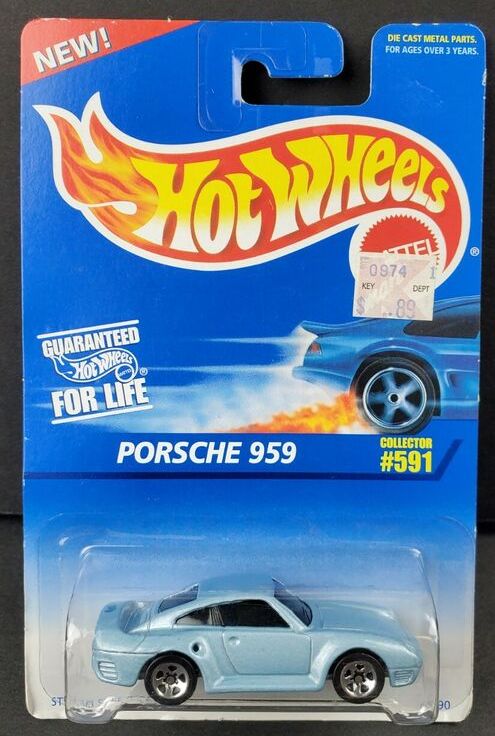 NEW!
DIE CAST METAL PARTS.
FOR AGES OVER 3 YEARS.
Hot Wheels
®
0974 1
KEY DEPT
.89
GUARANTEED
Hot Wheels ®
FOR LIFE
PORSCHE 959
COLLECTOR
#591